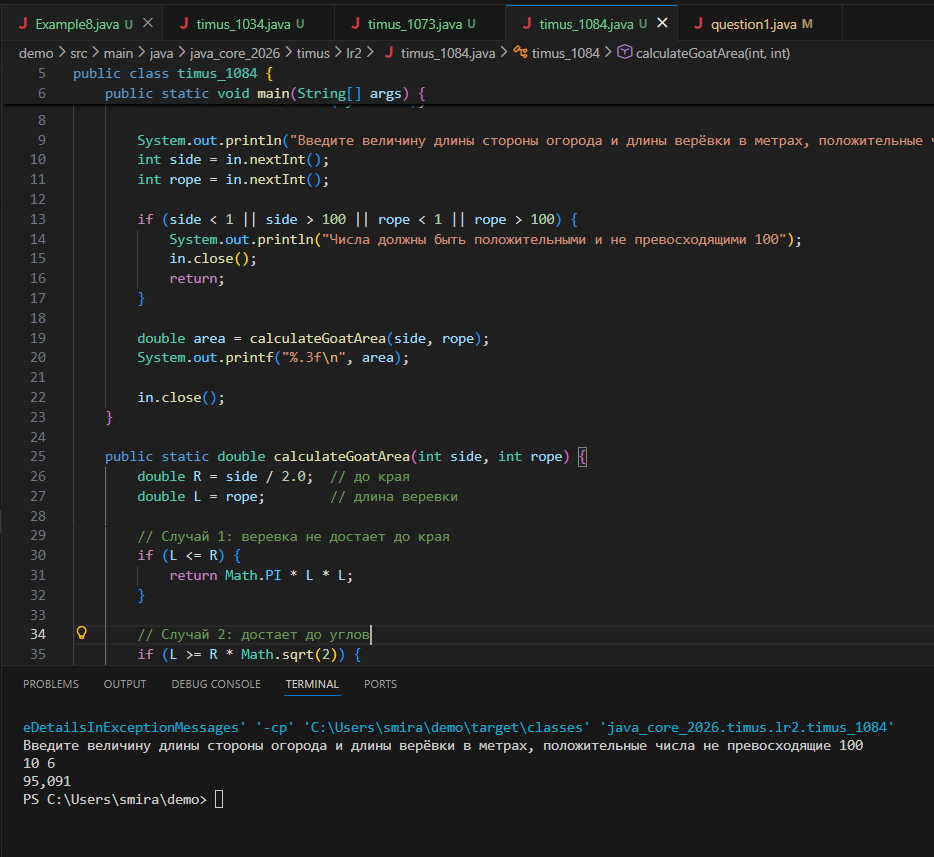 Example8.java U
timus_1034.java U
timus_1073.java U
timus_1084.java U
question1.java M
demo > src > main > java > java_core_2026 > timus > lr2 > timus_1084.java > timus_1084 > calculateGoatArea(int, int)
5 public class timus_1084 {
6 public static void main(String[] args) {
8
9 System.out.println("Введите величину длины стороны огорода и длины верёвки в метрах, положительные
10 int side = in.nextInt();
11 int rope = in.nextInt();
12
13 if (side < 1 || side > 100 || rope < 1 || rope > 100) {
14 System.out.println("Числа должны быть положительными и не превосходящими 100");
15 in.close();
16 return;
17 }
18
19 double area = calculateGoatArea(side, rope);
20 System.out.printf("%.3f\n", area);
21
22 in.close();
23 }
24
25 public static double calculateGoatArea(int side, int rope) {
26 double R = side / 2.0; // до края
27 double L = rope; // длина веревки
28
29 // Случай 1: веревка не достает до края
30 if (L <= R) {
31 return Math.PI * L * L;
32 }
33
34 // Случай 2: достает до углов
35 if (L >= R * Math.sqrt(2)) {
PROBLEMS OUTPUT DEBUG CONSOLE TERMINAL PORTS
eDetailsInExceptionMessages' '-cp' 'C:\Users\smira\demo\target\classes' 'java_core_2026.timus.lr2.timus_1084'
Введите величину длины стороны огорода и длины верёвки в метрах, положительные числа не превосходящие 100
10 6
95,091
PS C:\Users\smira\demo>